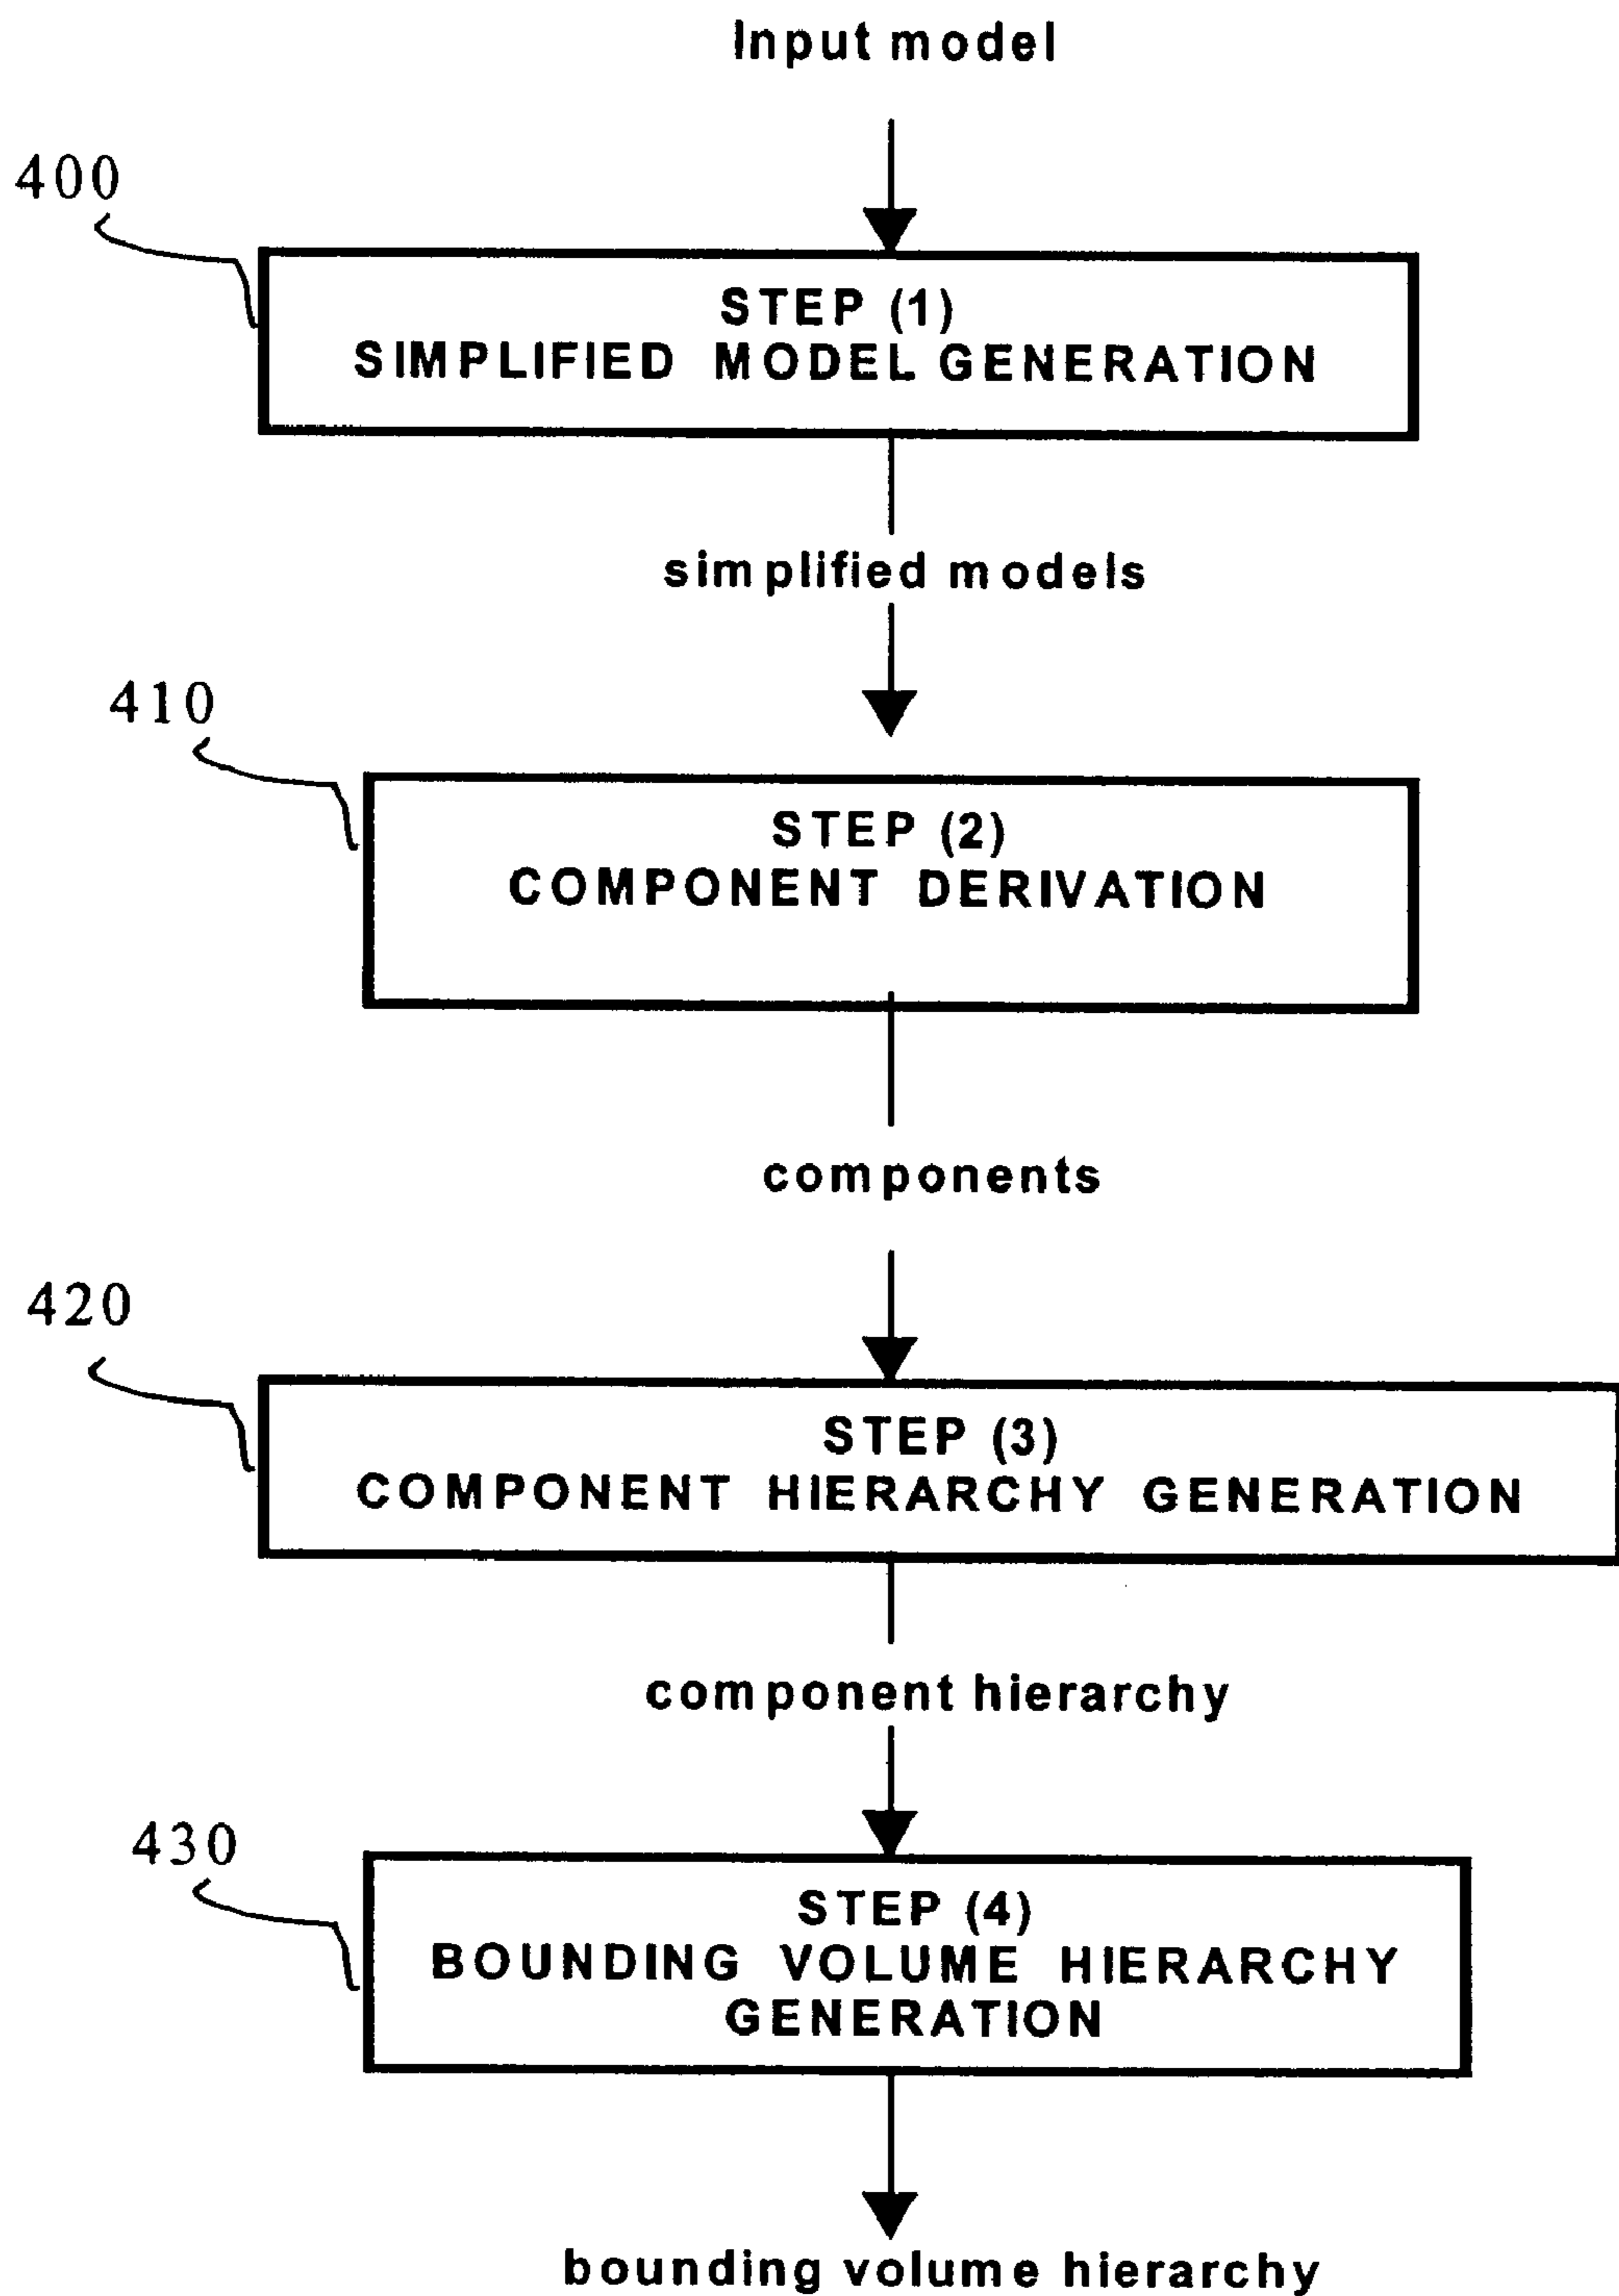 Input model
400
STEP (1)
SIMPLIFIED MODEL GENERATION
simplified models
410
STEP (2)
COMPONENT DERIVATION
components
420
STEP (3)
COMPONENT HIERARCHY GENERATION
component hierarchy
430
STEP (4)
BOUNDING VOLUME HIERARCHY
GENERATION
bounding volume hierarchy